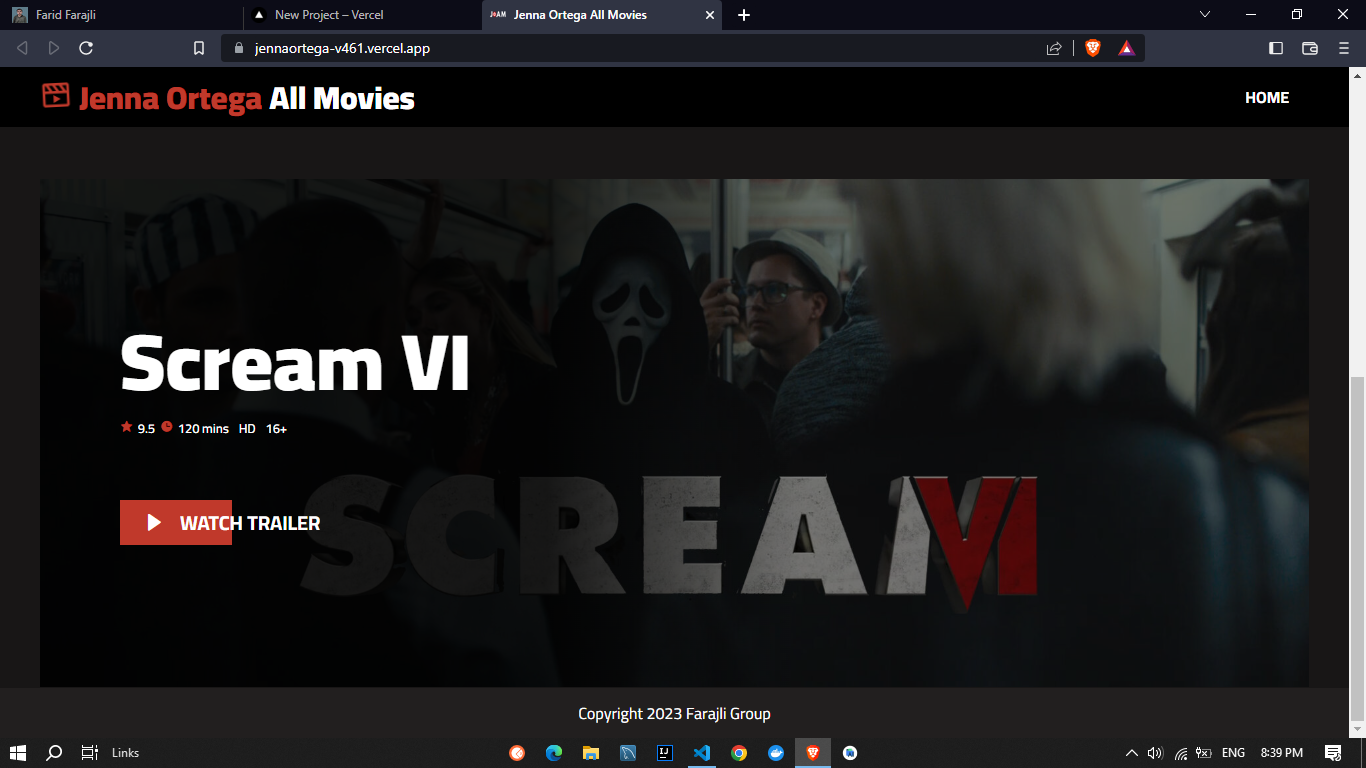 Farid Farajli
New Project – Vercel
JOAM Jenna Ortega All Movies
jennaortega-v461.vercel.app
Jenna Ortega All Movies
HOME
Scream VI
9.5 120 mins HD 16+
WATCH TRAILER
SCREAM VI
Copyright 2023 Farajli Group
Links
IJ
ENG 8:39 PM